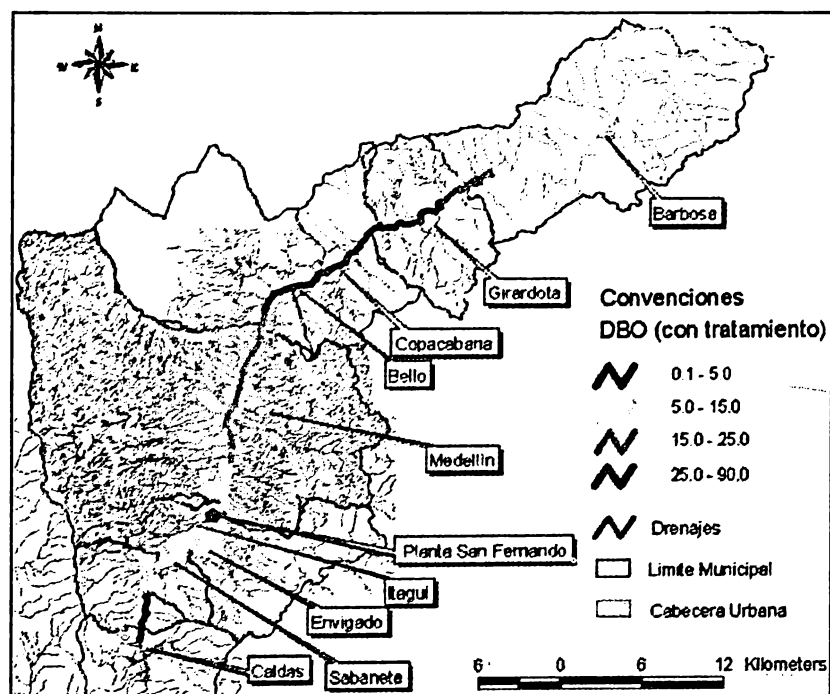 N
W E
S
Barbosa
Girardota
Copacabana
Bello
Medellín
Planta San Fernando
Itaguí
Envigado
Sabaneta
Caldas
Convenciones
DBO (con tratamiento)
0.1 - 5.0
5.0 - 15.0
15.0 - 25.0
25.0 - 90.0
Drenajes
Limite Municipal
Cabecera Urbana
6 0 6 12 Kilometers